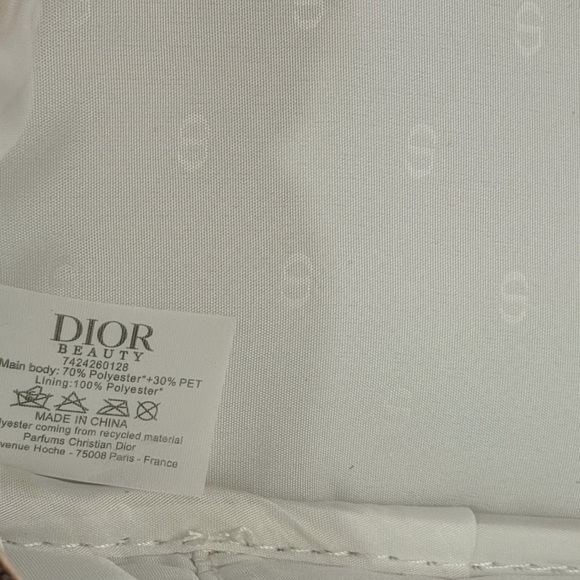 DIOR
BEAUTY
7424260128
Main body: 70% Polyester*+30% PET
Lining:100% Polyester*
MADE IN CHINA
lyester coming from recycled material
Parfums Christian Dior
venue Hoche - 75008 Paris - France